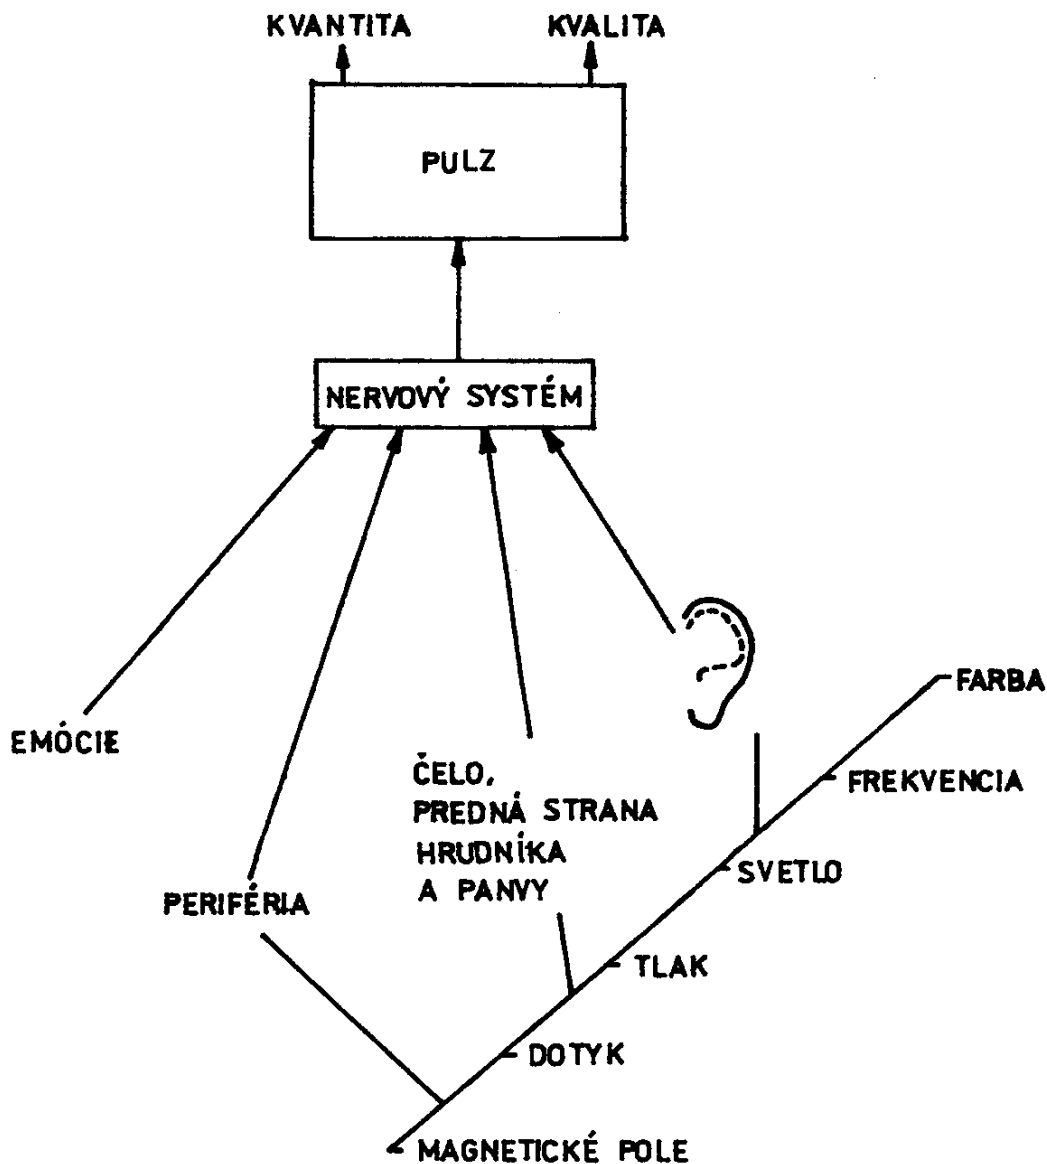 KVANTITA
KVALITA
PULZ
NERVOVÝ SYSTÉM
EMÓCIE
PERIFÉRIA
ČELO,
PREDNÁ STRANA
HRUDNÍKA
A PANVY
FARBA
FREKVENCIA
SVETLO
TLAK
DOTYK
MAGNETICKÉ POLE